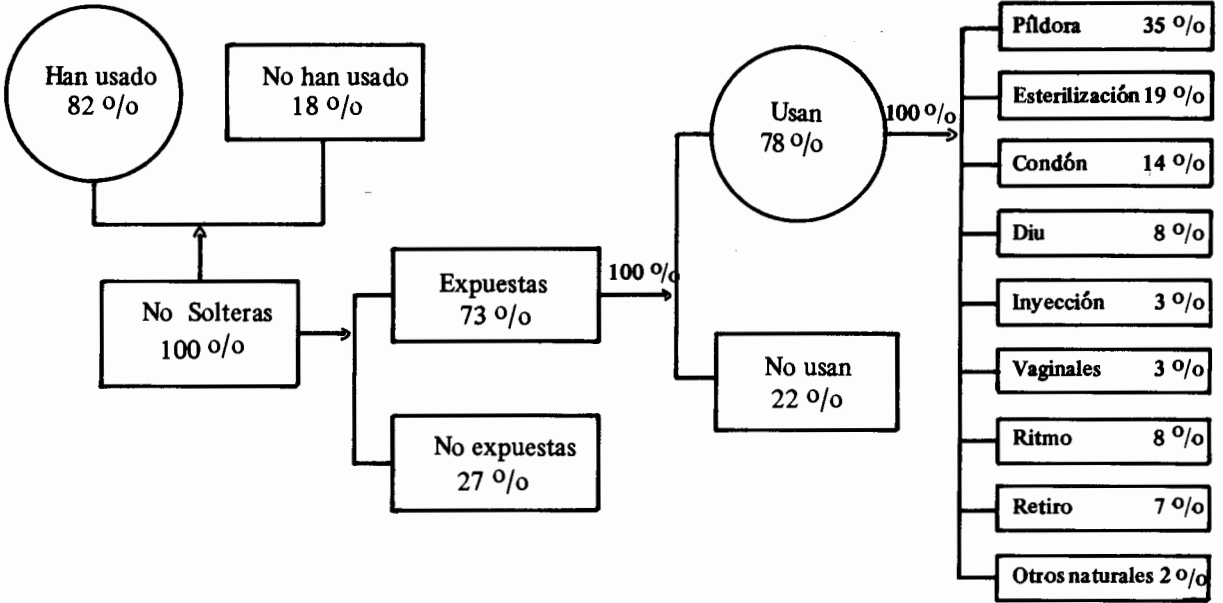 Han usado
82 o/o
No han usado
18 o/o
No Solteras
100 o/o
Expuestas
73 o/o
No expuestas
27 o/o
100 o/o
Usan
78 o/o
No usan
22 o/o
100 o/o
Píldora 35 o/o
Esterilización 19 o/o
Condón 14 o/o
Diu 8 o/o
Inyección 3 o/o
Vaginales 3 o/o
Ritmo 8 o/o
Retiro 7 o/o
Otros naturales 2 o/o